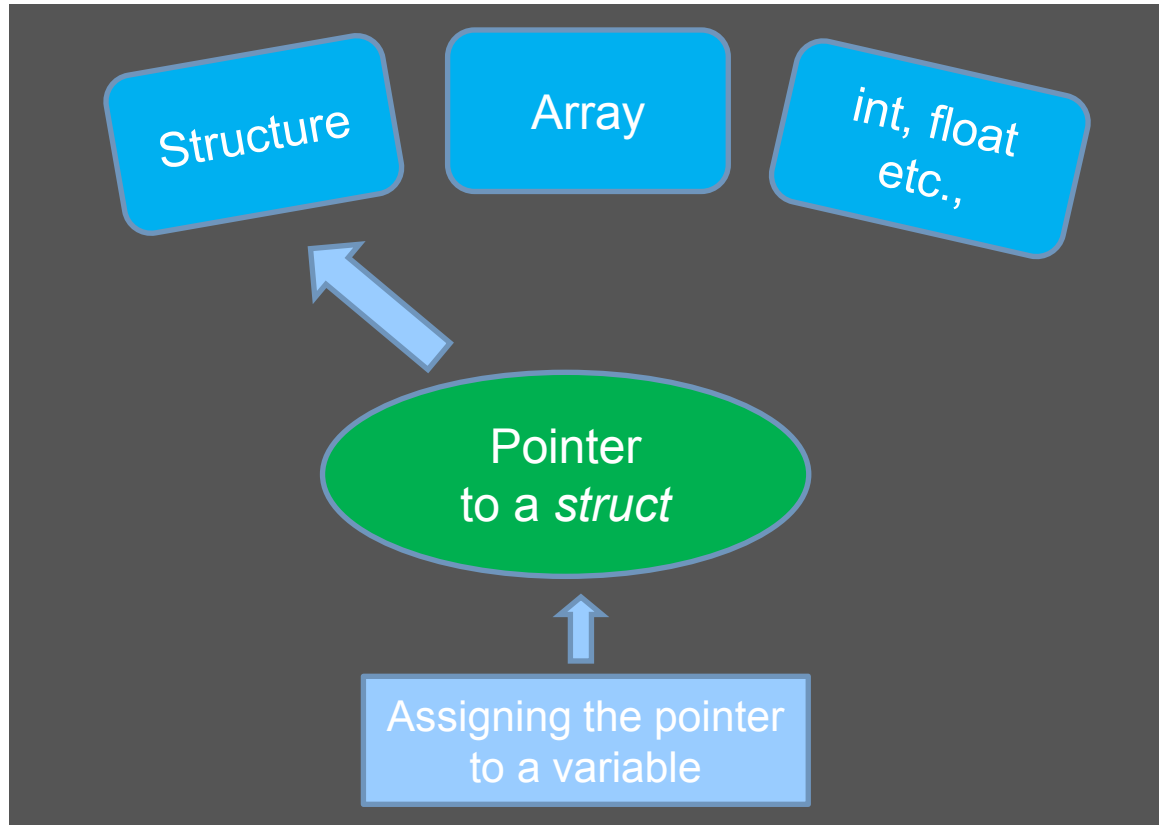 Structure
Array
int, float
etc.,
Pointer
to a struct
Assigning the pointer
to a variable